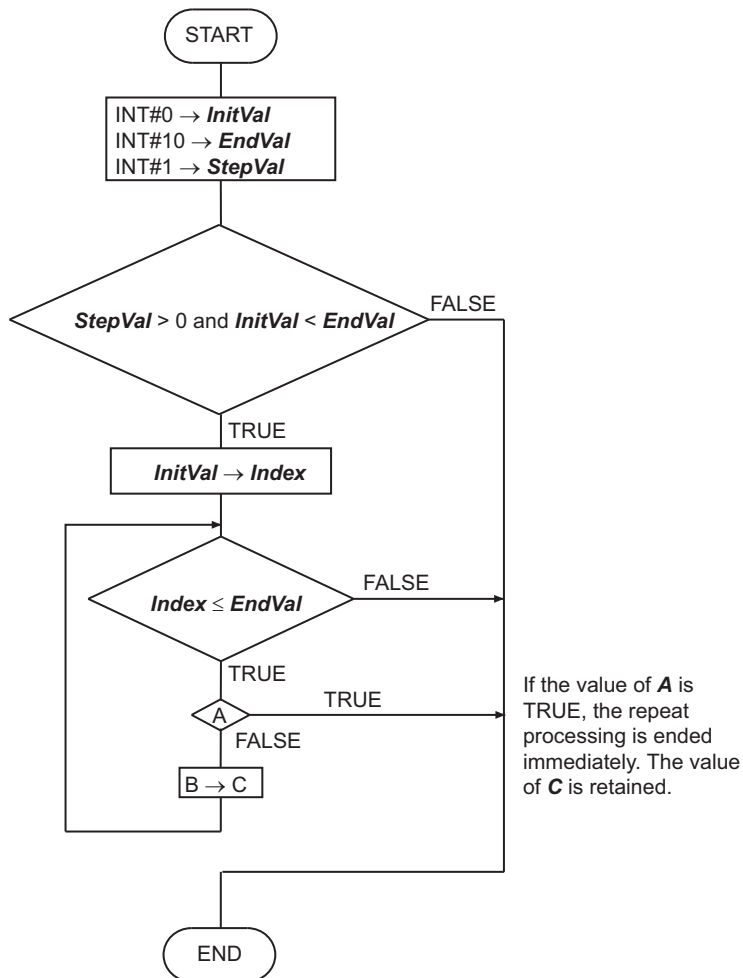 START
INT#0 → InitVal
INT#10 → EndVal
INT#1 → StepVal
StepVal > 0 and InitVal < EndVal
FALSE
TRUE
InitVal → Index
Index ≤ EndVal
FALSE
TRUE
A
TRUE
FALSE
B → C
If the value of A is
TRUE, the repeat
processing is ended
immediately. The value
of C is retained.
END